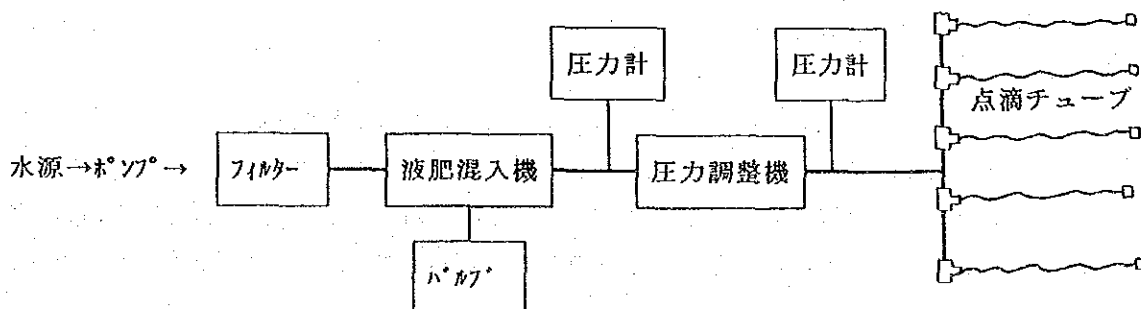 圧力計
圧力計
点滴チューブ
水源→ﾎﾟﾝﾌﾟ→
ﾌｨﾙﾀｰ
液肥混入機
圧力調整機
ﾊﾞﾙﾌﾞ